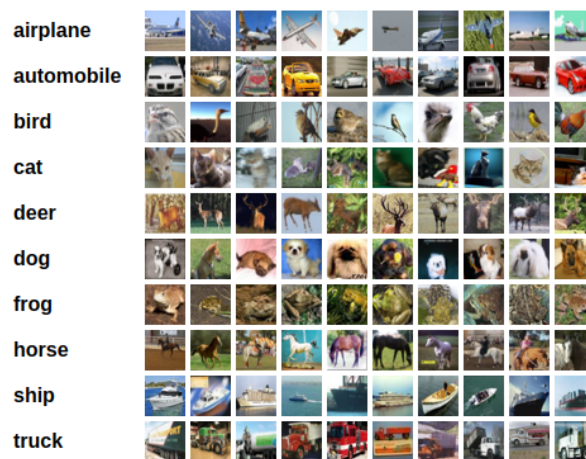 airplane
automobile
bird
cat
deer
dog
frog
horse
ship
truck